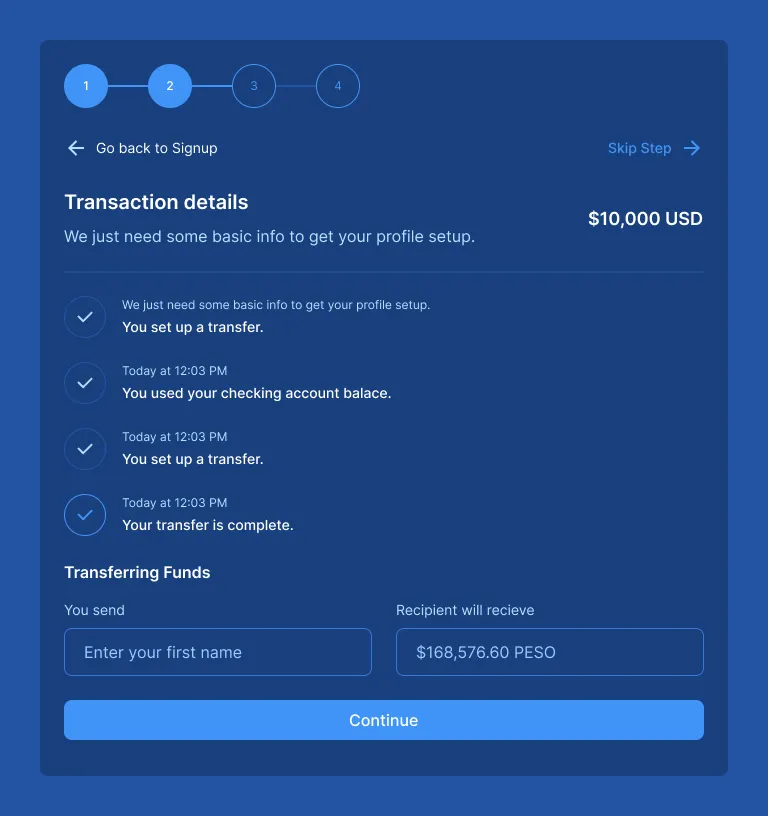 1 2 3 4
Go back to Signup Skip Step
Transaction details
$10,000 USD
We just need some basic info to get your profile setup.
We just need some basic info to get your profile setup.
You set up a transfer.
Today at 12:03 PM
You used your checking account balace.
Today at 12:03 PM
You set up a transfer.
Today at 12:03 PM
Your transfer is complete.
Transferring Funds
You send Recipient will recieve
Enter your first name $168,576.60 PESO
Continue